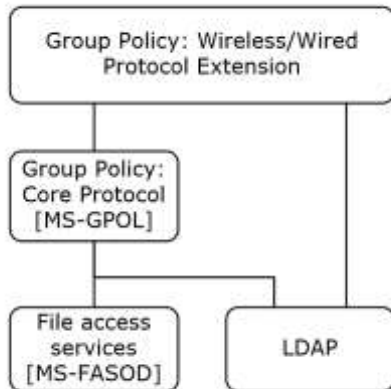 Group Policy: Wireless/Wired
Protocol Extension
Group Policy:
Core Protocol
[MS-GPOL]
File access
services
[MS-FASOD]
LDAP